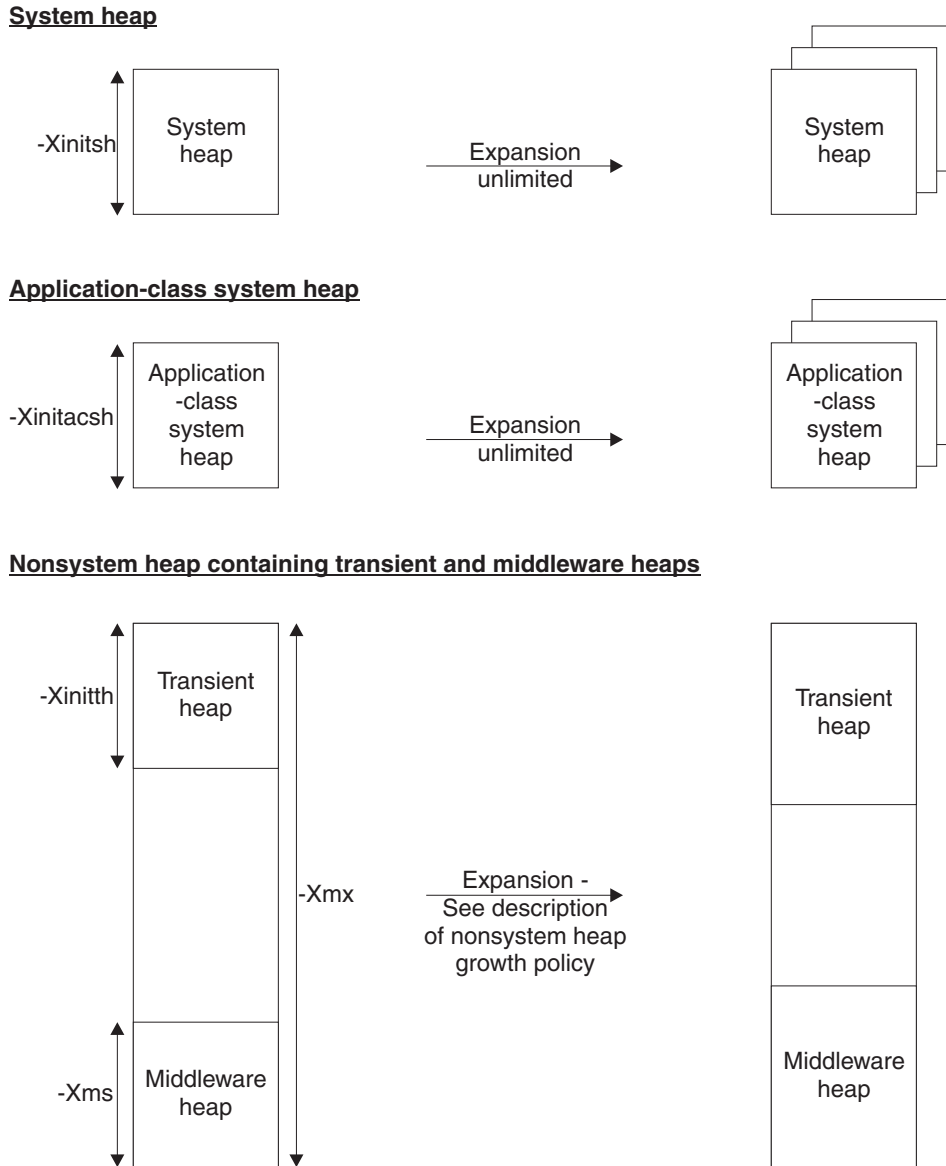 System heap
-Xinitsh
System
heap
Expansion
unlimited
System
heap
Application-class system heap
-Xinitacsh
Application
-class
system
heap
Expansion
unlimited
Application
-class
system
heap
Nonsystem heap containing transient and middleware heaps
-Xinitth
Transient
heap
Transient
heap
-Xmx
Expansion -
See description
of nonsystem heap
growth policy
-Xms
Middleware
heap
Middleware
heap